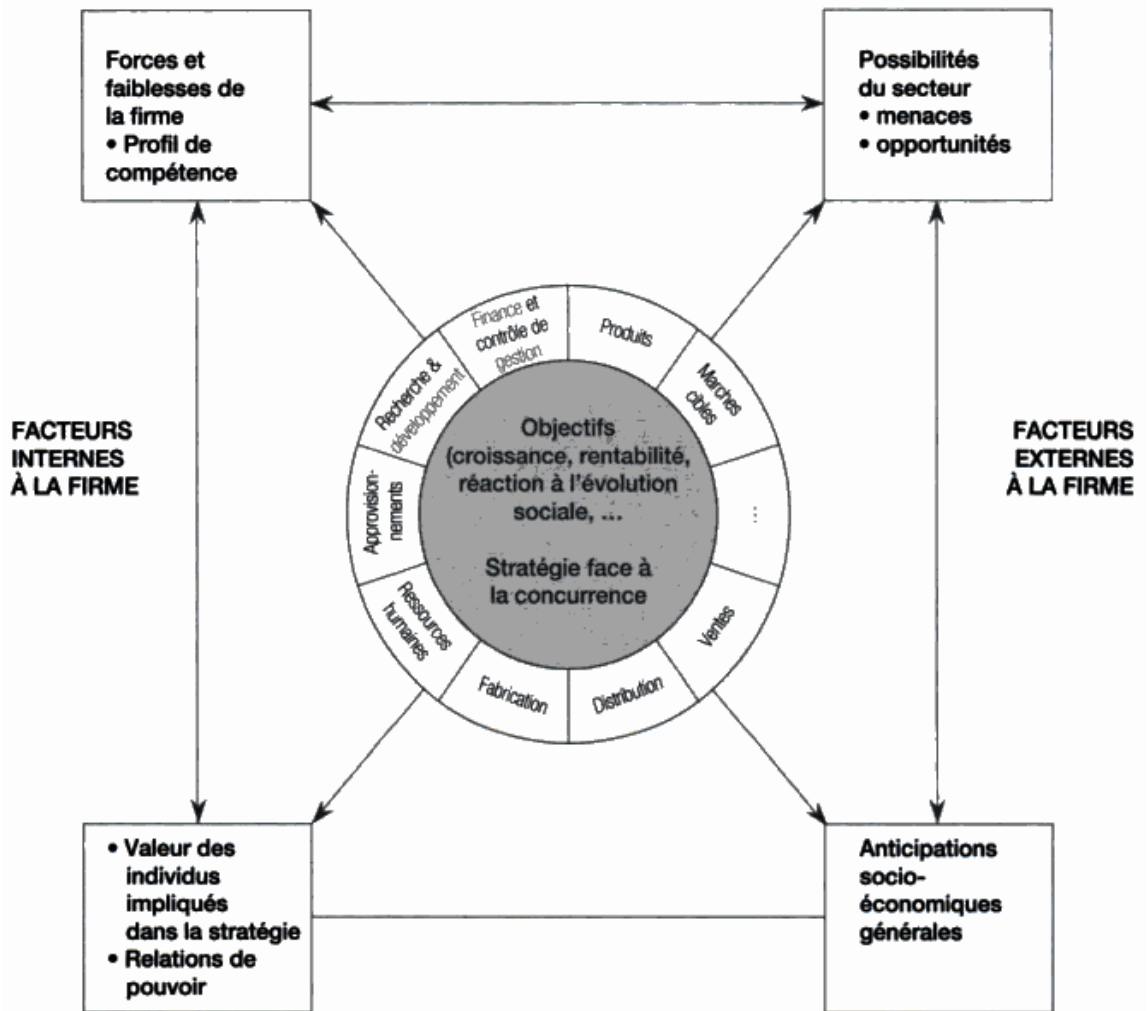 Forces et
faiblesses de
la firme
• Profil de
compétence
Possibilités
du secteur
• menaces
• opportunités
Finance et
contrôle de
gestion
Produits
Marches
cibles
...
Ventes
Distribution
Fabrication
Ressources
humaines
Approvision-
nements
Recherche &
développement
Objectifs
(croissance, rentabilité,
réaction à l'évolution
sociale, ...
Stratégie face à
la concurrence
FACTEURS
INTERNES
À LA FIRME
FACTEURS
EXTERNES
À LA FIRME
• Valeur des
individus
impliqués
dans la stratégie
• Relations de
pouvoir
Anticipations
socio-
économiques
générales